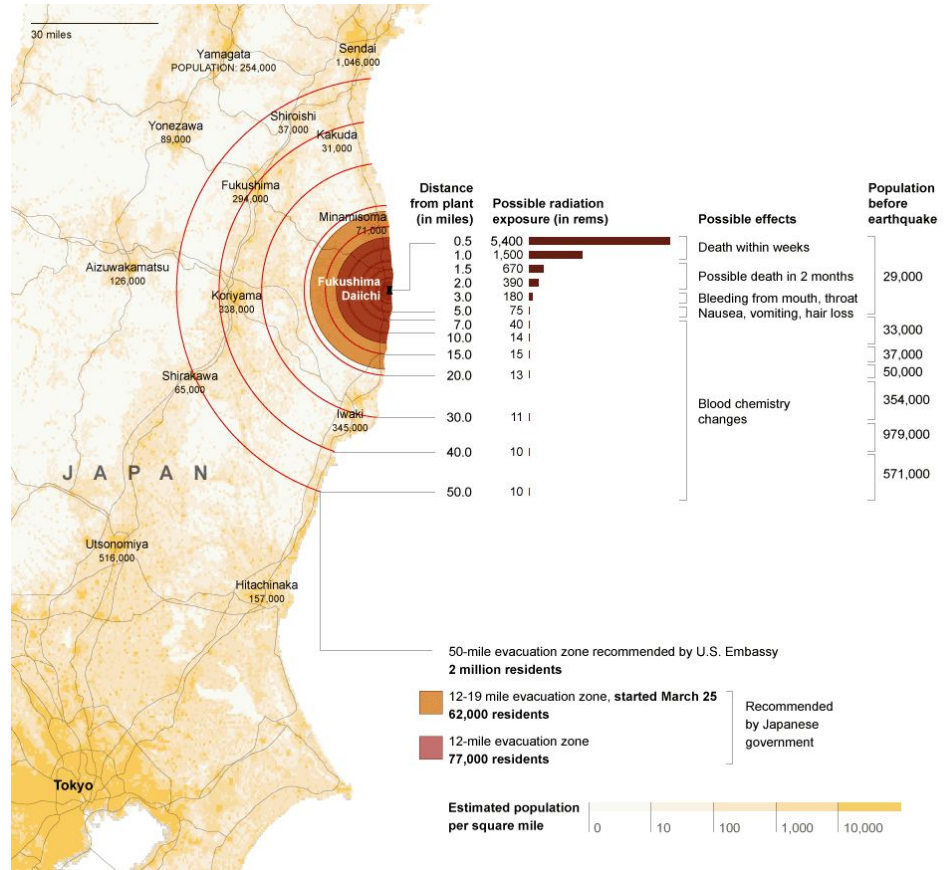 30 miles
Yamagata
POPULATION: 254,000
Sendai
1,046,000
Shiroishi
37,000
Yonezawa
89,000
Kakuda
31,000
Fukushima
294,000
Minamisoma
71,000
Aizuwakamatsu
126,000
Fukushima
Daiichi
Koriyama
338,000
Shirakawa
65,000
Iwaki
345,000
JAPAN
Utsonomiya
516,000
Hitachinaka
157,000
Tokyo
Distance
from plant
(in miles)
Possible radiation
exposure (in rems)
Possible effects
Population
before
earthquake
0.5 5,400
1.0 1,500
1.5 670
2.0 390
3.0 180
5.0 75
7.0 40
10.0 14
15.0 15
20.0 13
30.0 11
40.0 10
50.0 10
Death within weeks
Possible death in 2 months
Bleeding from mouth, throat
Nausea, vomiting, hair loss
Blood chemistry
changes
29,000
33,000
37,000
50,000
354,000
979,000
571,000
50-mile evacuation zone recommended by U.S. Embassy
2 million residents
12-19 mile evacuation zone, started March 25
62,000 residents
12-mile evacuation zone
77,000 residents
Recommended
by Japanese
government
Estimated population
per square mile
0 10 100 1,000 10,000